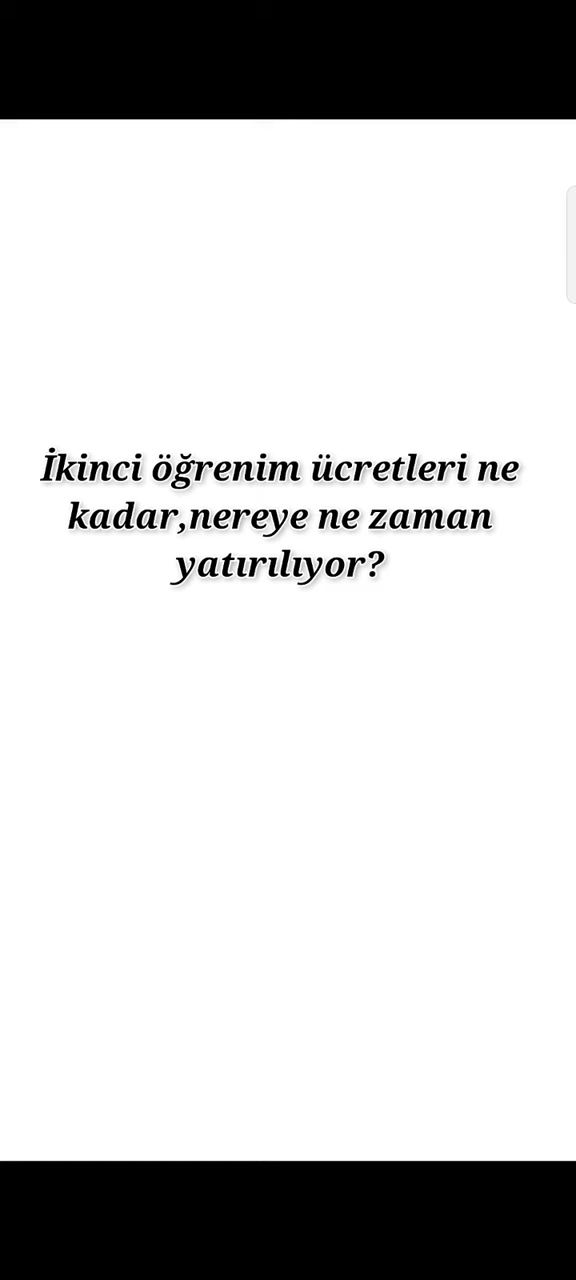 İkinci öğrenim ücretleri ne
kadar,nereye ne zaman
yatırılıyor?